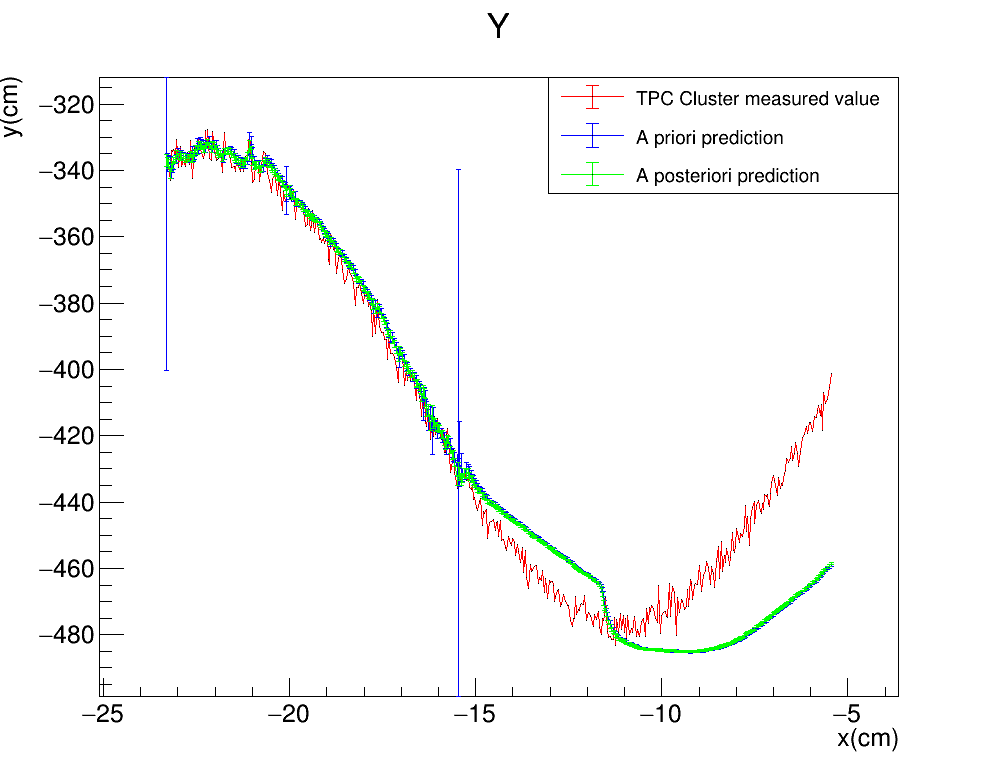 Y
y(cm)
TPC Cluster measured value
A priori prediction
A posteriori prediction
−320
−340
−360
−380
−400
−420
−440
−460
−480
−25
−20
−15
−10
−5
x(cm)